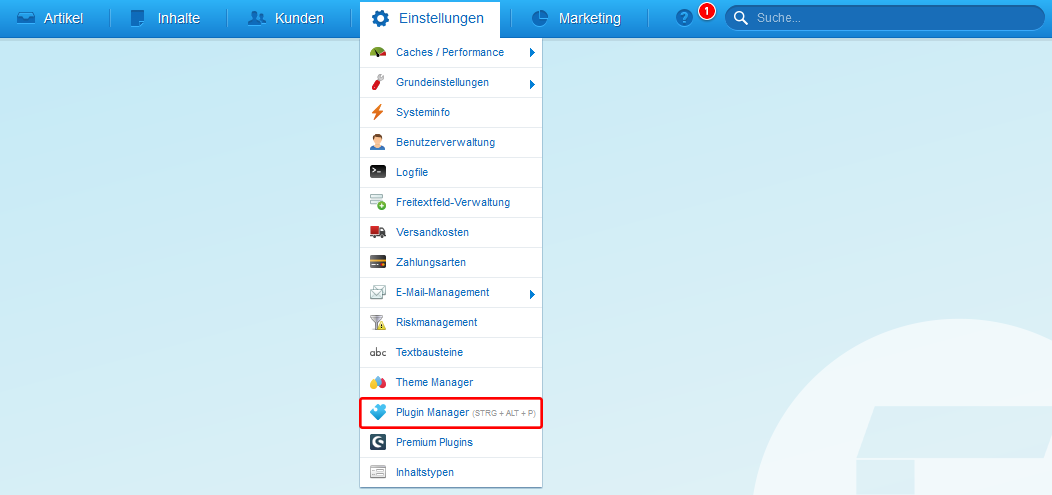 Artikel Inhalte Kunden Einstellungen Marketing ? 1 Suche...
Caches / Performance
Grundeinstellungen
Systeminfo
Benutzerverwaltung
Logfile
Freitextfeld-Verwaltung
Versandkosten
Zahlungsarten
E-Mail-Management
Riskmanagement
abc Textbausteine
Theme Manager
Plugin Manager (STRG + ALT + P)
Premium Plugins
Inhaltstypen